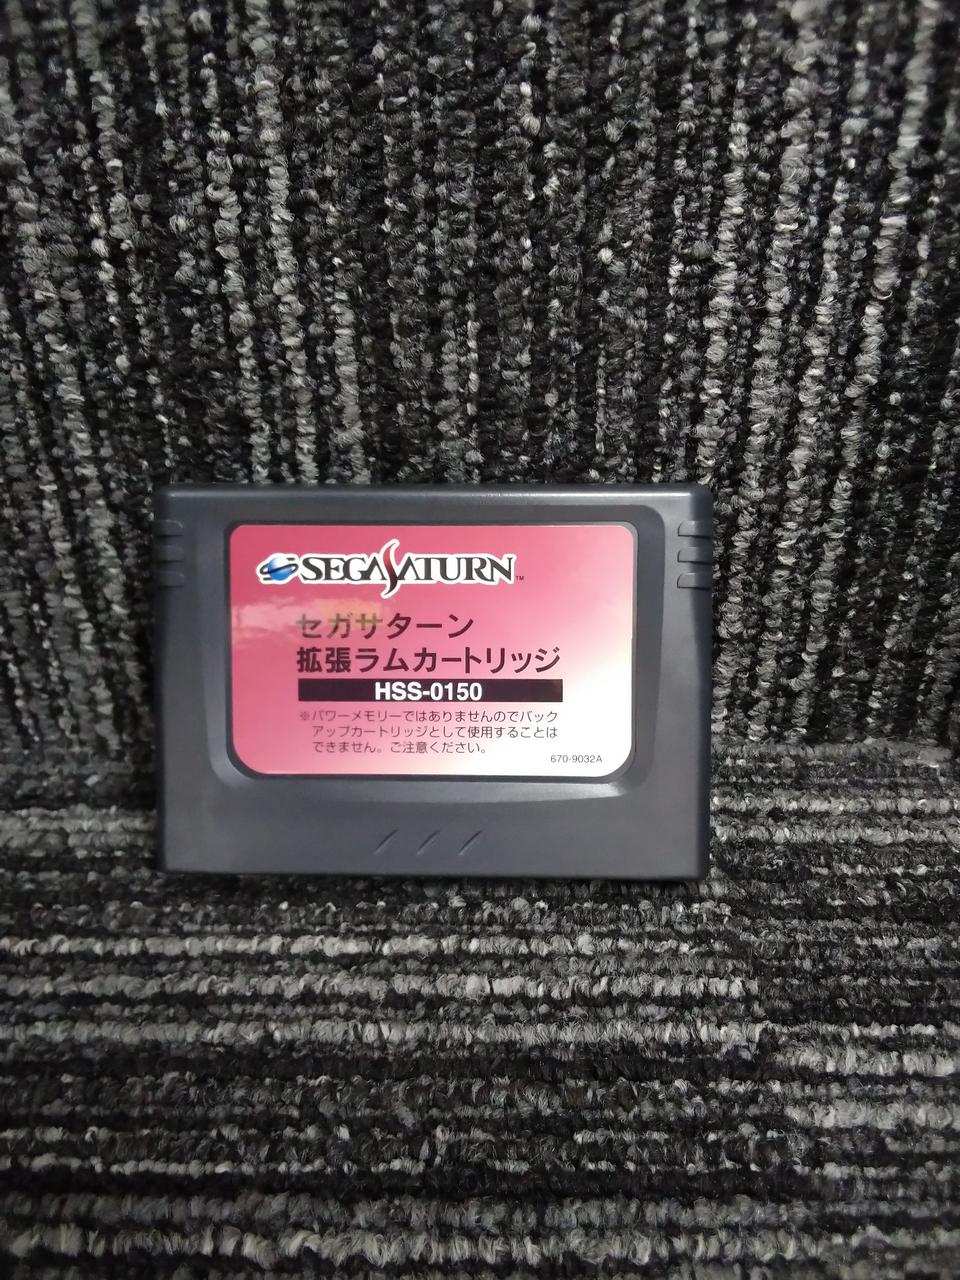 SEGASATURN™
セガサターン
拡張ラムカートリッジ
HSS-0150
※パワーメモリーではありませんのでバック
アップカートリッジとして使用することは
できません。ご注意ください。
670-9032A